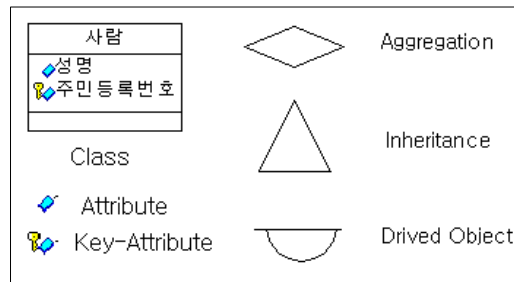 사람
성명
주민등록번호
Class
Attribute
Key-Attribute
Aggregation
Inheritance
Drived Object